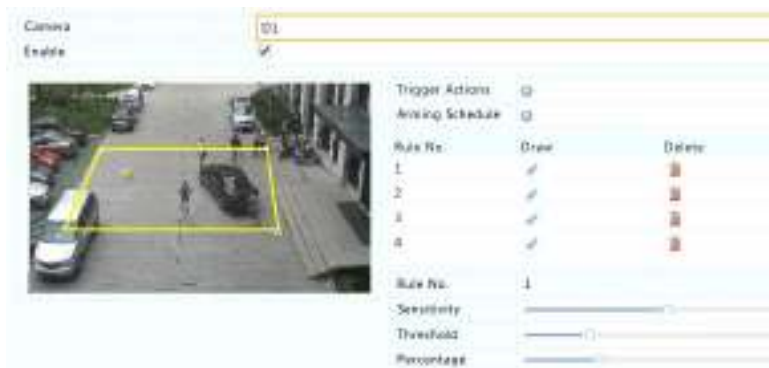 Camera D1
Enable
Trigger Actions
Arming Schedule
Rule No. Draw Delete
1
2
3
4
Rule No. 1
Sensitivity
Threshold
Percentage